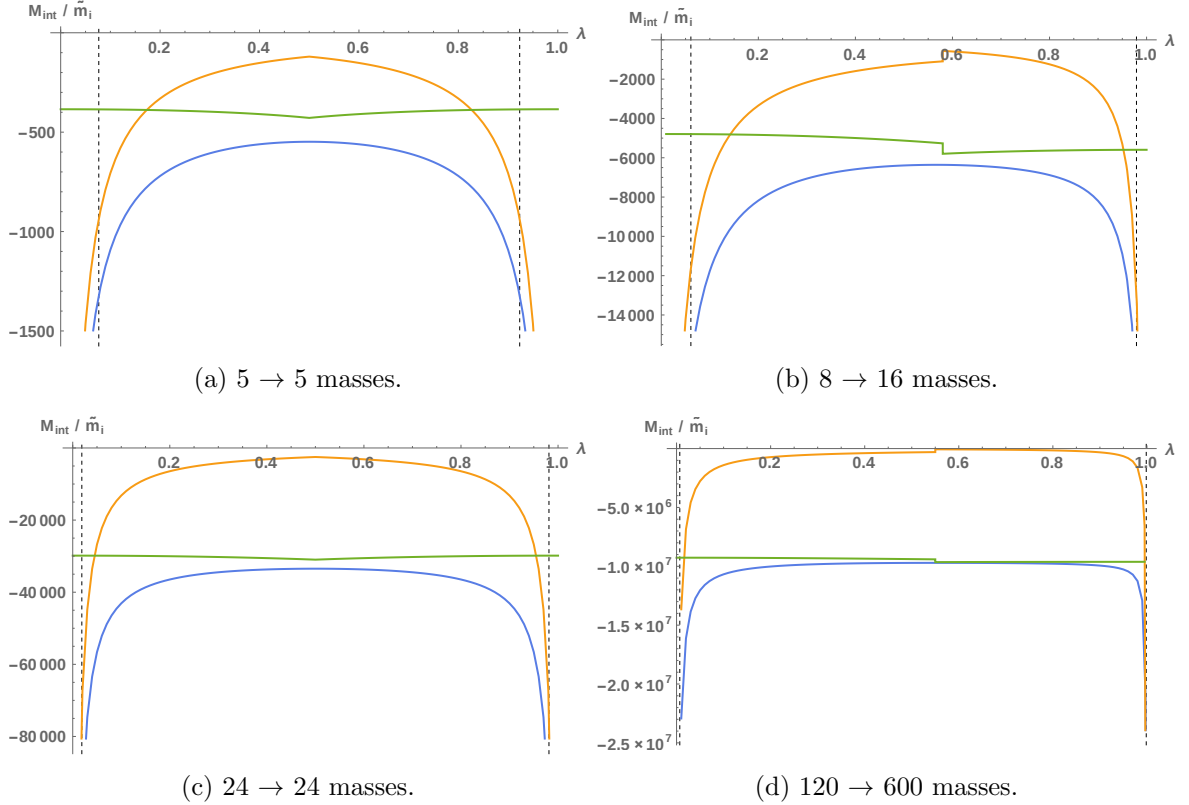 M_int / m̃_i
0.2 0.4 0.6 0.8 1.0 λ
−500
−1000
−1500
(a) 5 → 5 masses.
M_int / m̃_i
0.2 0.4 0.6 0.8 1.0 λ
−2000
−4000
−6000
−8000
−10 000
−12 000
−14 000
(b) 8 → 16 masses.
M_int / m̃_i
0.2 0.4 0.6 0.8 1.0 λ
−20 000
−40 000
−60 000
−80 000
(c) 24 → 24 masses.
M_int / m̃_i
0.2 0.4 0.6 0.8 1.0 λ
−5.0 × 10^6
−1.0 × 10^7
−1.5 × 10^7
−2.0 × 10^7
−2.5 × 10^7
(d) 120 → 600 masses.